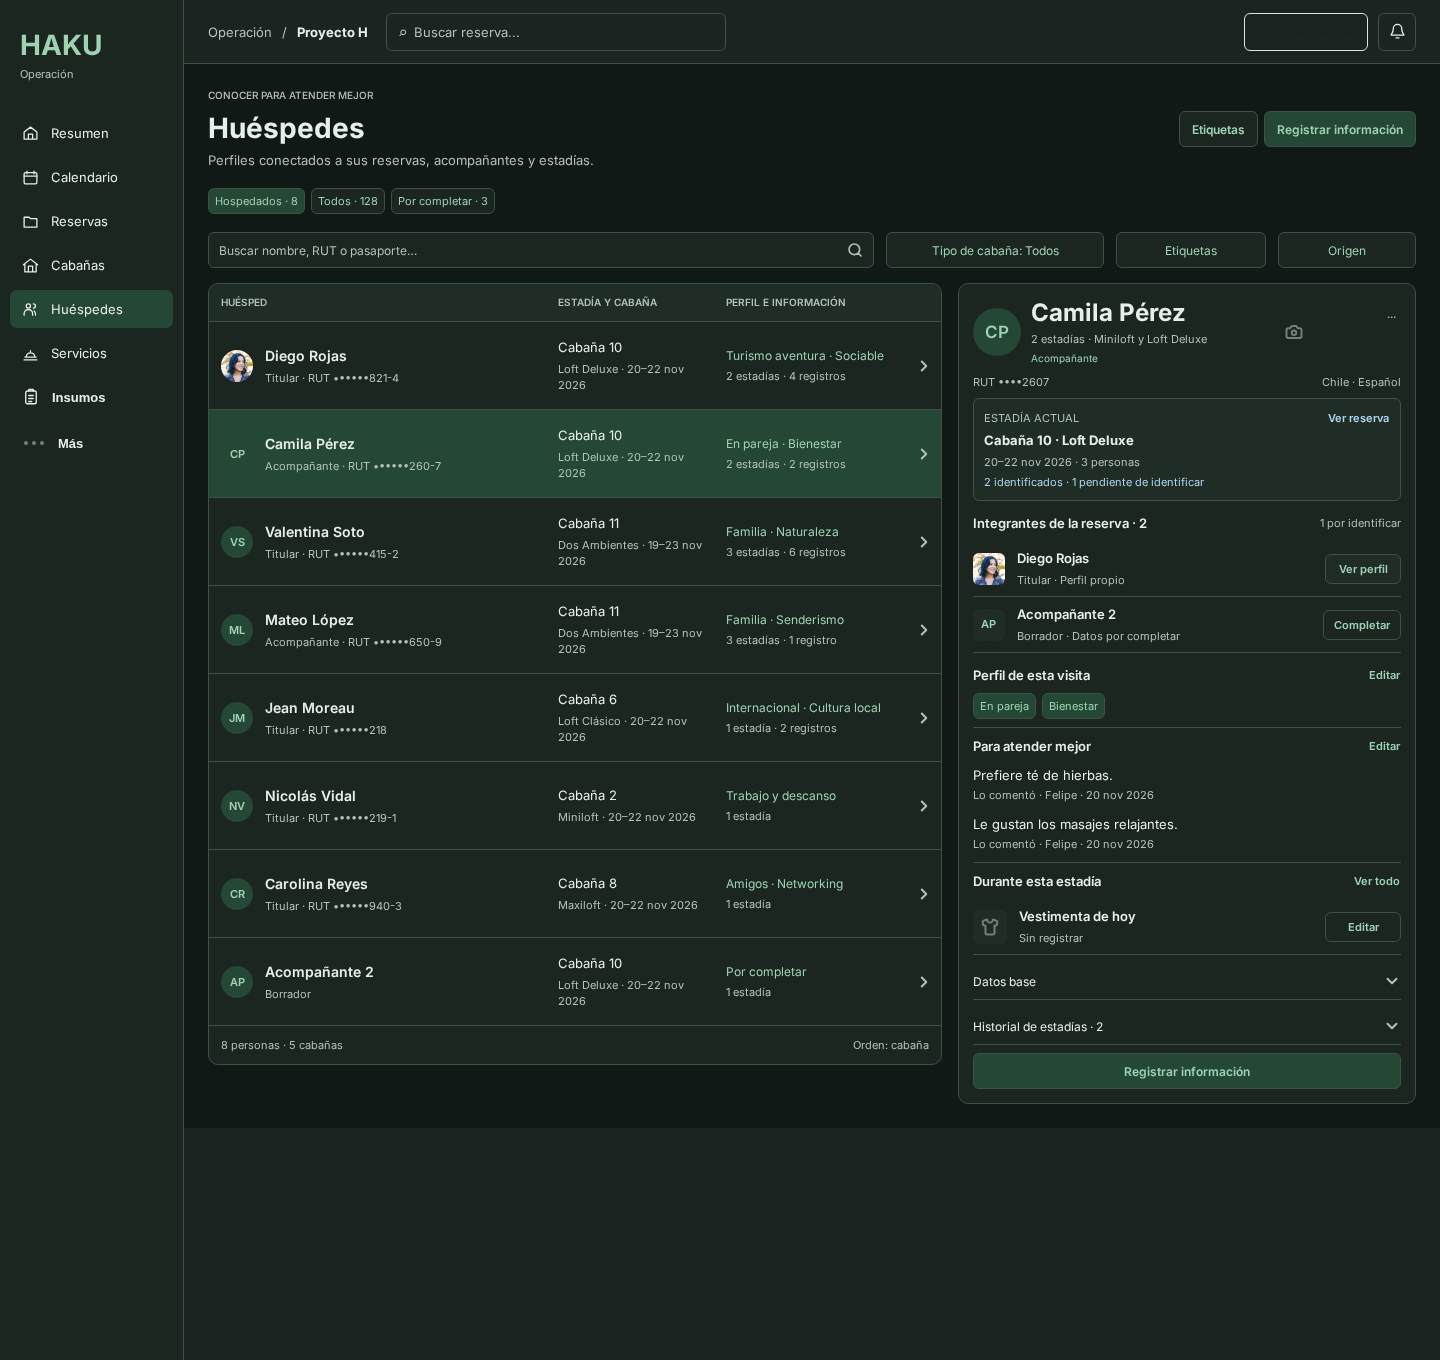 HAKU
Operación
Resumen
Calendario
Reservas
Cabañas
Huéspedes
Servicios
Insumos
Más
Operación / Proyecto H
Buscar reserva...
CONOCER PARA ATENDER MEJOR
Huéspedes
Perfiles conectados a sus reservas, acompañantes y estadías.
Etiquetas
Registrar información
Hospedados · 8
Todos · 128
Por completar · 3
Buscar nombre, RUT o pasaporte...
Tipo de cabaña: Todos
Etiquetas
Origen
HUÉSPED
ESTADÍA Y CABAÑA
PERFIL E INFORMACIÓN
Diego Rojas
Titular · RUT •••••821-4
Cabaña 10
Loft Deluxe · 20–22 nov
2026
Turismo aventura · Sociable
2 estadías · 4 registros
CP
Camila Pérez
Acompañante · RUT ••••••260-7
Cabaña 10
Loft Deluxe · 20–22 nov
2026
En pareja · Bienestar
2 estadías · 2 registros
VS
Valentina Soto
Titular · RUT •••••415-2
Cabaña 11
Dos Ambientes · 19–23 nov
2026
Familia · Naturaleza
3 estadías · 6 registros
ML
Mateo López
Acompañante · RUT ••••••650-9
Cabaña 11
Dos Ambientes · 19–23 nov
2026
Familia · Senderismo
3 estadías · 1 registro
JM
Jean Moreau
Titular · RUT •••••218
Cabaña 6
Loft Clásico · 20–22 nov
2026
Internacional · Cultura local
1 estadía · 2 registros
NV
Nicolás Vidal
Titular · RUT •••••219-1
Cabaña 2
Miniloft · 20–22 nov 2026
Trabajo y descanso
1 estadía
CR
Carolina Reyes
Titular · RUT •••••940-3
Cabaña 8
Maxiloft · 20–22 nov 2026
Amigos · Networking
1 estadía
AP
Acompañante 2
Borrador
Cabaña 10
Loft Deluxe · 20–22 nov
2026
Por completar
1 estadía
8 personas · 5 cabañas
Orden: cabaña
CP
Camila Pérez
2 estadías · Miniloft y Loft Deluxe
Acompañante
...
RUT ••••2607
Chile · Español
ESTADÍA ACTUAL
Ver reserva
Cabaña 10 · Loft Deluxe
20–22 nov 2026 · 3 personas
2 identificados · 1 pendiente de identificar
Integrantes de la reserva · 2
1 por identificar
Diego Rojas
Titular · Perfil propio
Ver perfil
AP
Acompañante 2
Borrador · Datos por completar
Completar
Perfil de esta visita
Editar
En pareja
Bienestar
Para atender mejor
Editar
Prefiere té de hierbas.
Lo comentó · Felipe · 20 nov 2026
Le gustan los masajes relajantes.
Lo comentó · Felipe · 20 nov 2026
Durante esta estadía
Ver todo
Vestimenta de hoy
Sin registrar
Editar
Datos base
Historial de estadías · 2
Registrar información